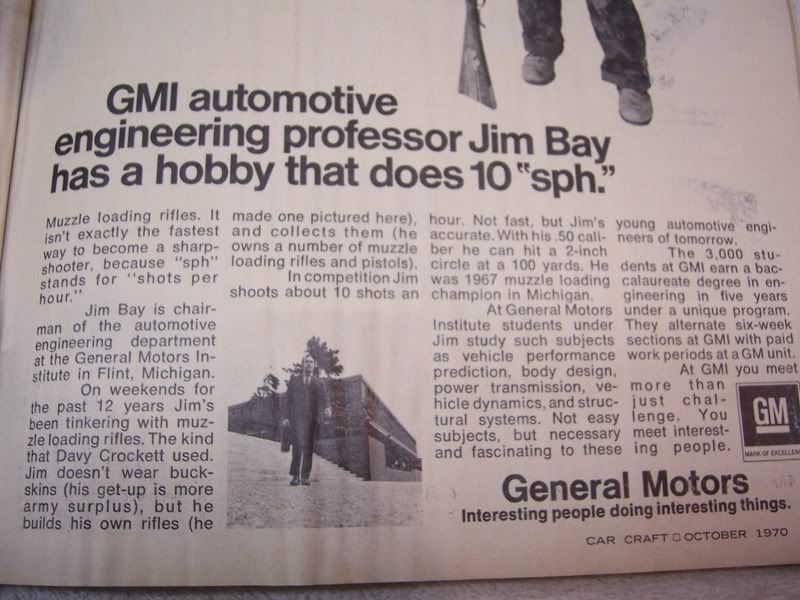 GMI automotive
engineering professor Jim Bay
has a hobby that does 10 "sph."
Muzzle loading rifles. It
isn't exactly the fastest
way to become a sharp-
shooter, because "sph"
stands for "shots per
hour."
Jim Bay is chair-
man of the automotive
engineering department
at the General Motors In-
stitute in Flint, Michigan.
On weekends for
the past 12 years Jim's
been tinkering with muz-
zle loading rifles. The kind
that Davy Crockett used.
Jim doesn't wear buck-
skins (his get-up is more
army surplus), but he
builds his own rifles (he
made one pictured here),
and collects them (he
owns a number of muzzle
loading rifles and pistols).
In competition Jim
shoots about 10 shots an
hour. Not fast, but Jim's
accurate. With his .50 cali-
ber he can hit a 2-inch
circle at a 100 yards. He
was 1967 muzzle loading
champion in Michigan.
At General Motors
Institute students under
Jim study such subjects
as vehicle performance
prediction, body design,
power transmission, ve-
hicle dynamics, and struc-
tural systems. Not easy
subjects, but necessary
and fascinating to these
young automotive engi-
neers of tomorrow.
The 3,000 stu-
dents at GMI earn a bac-
calaureate degree in en-
gineering in five years
under a unique program.
They alternate six-week
sections at GMI with paid
work periods at a GM unit.
At GMI you meet
more than
just chal-
lenge. You
meet interest-
ing people.
GM
MARK OF EXCELLEN
General Motors
Interesting people doing interesting things.
CAR CRAFT □ OCTOBER 1970